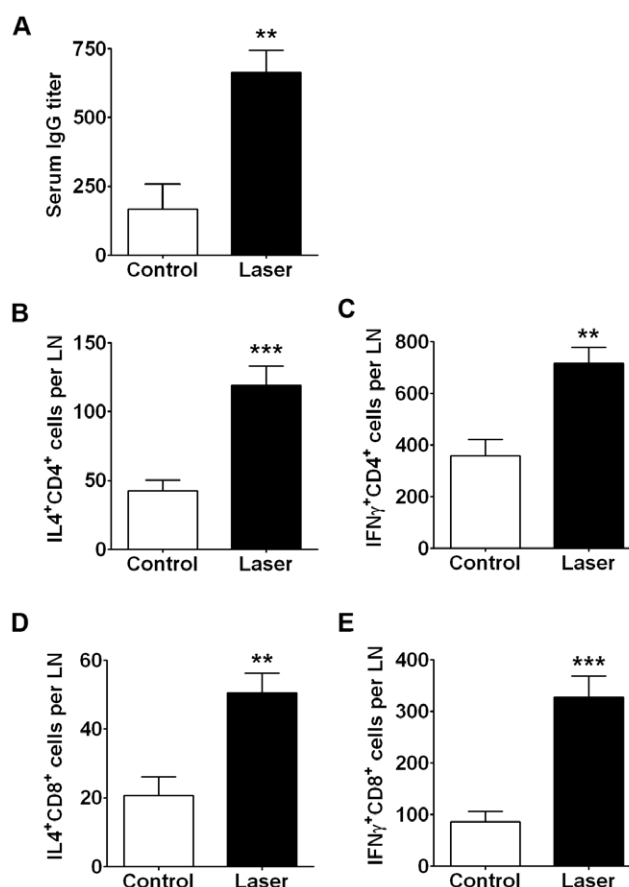 A
Serum IgG titer
750
500
250
0
**
Control Laser
B
IL4⁺CD4⁺ cells per LN
150
100
50
0
***
Control Laser
C
IFNγ⁺CD4⁺ cells per LN
800
600
400
200
0
**
Control Laser
D
IL4⁺CD8⁺ cells per LN
60
40
20
0
**
Control Laser
E
IFNγ⁺CD8⁺ cells per LN
400
300
200
100
0
***
Control Laser